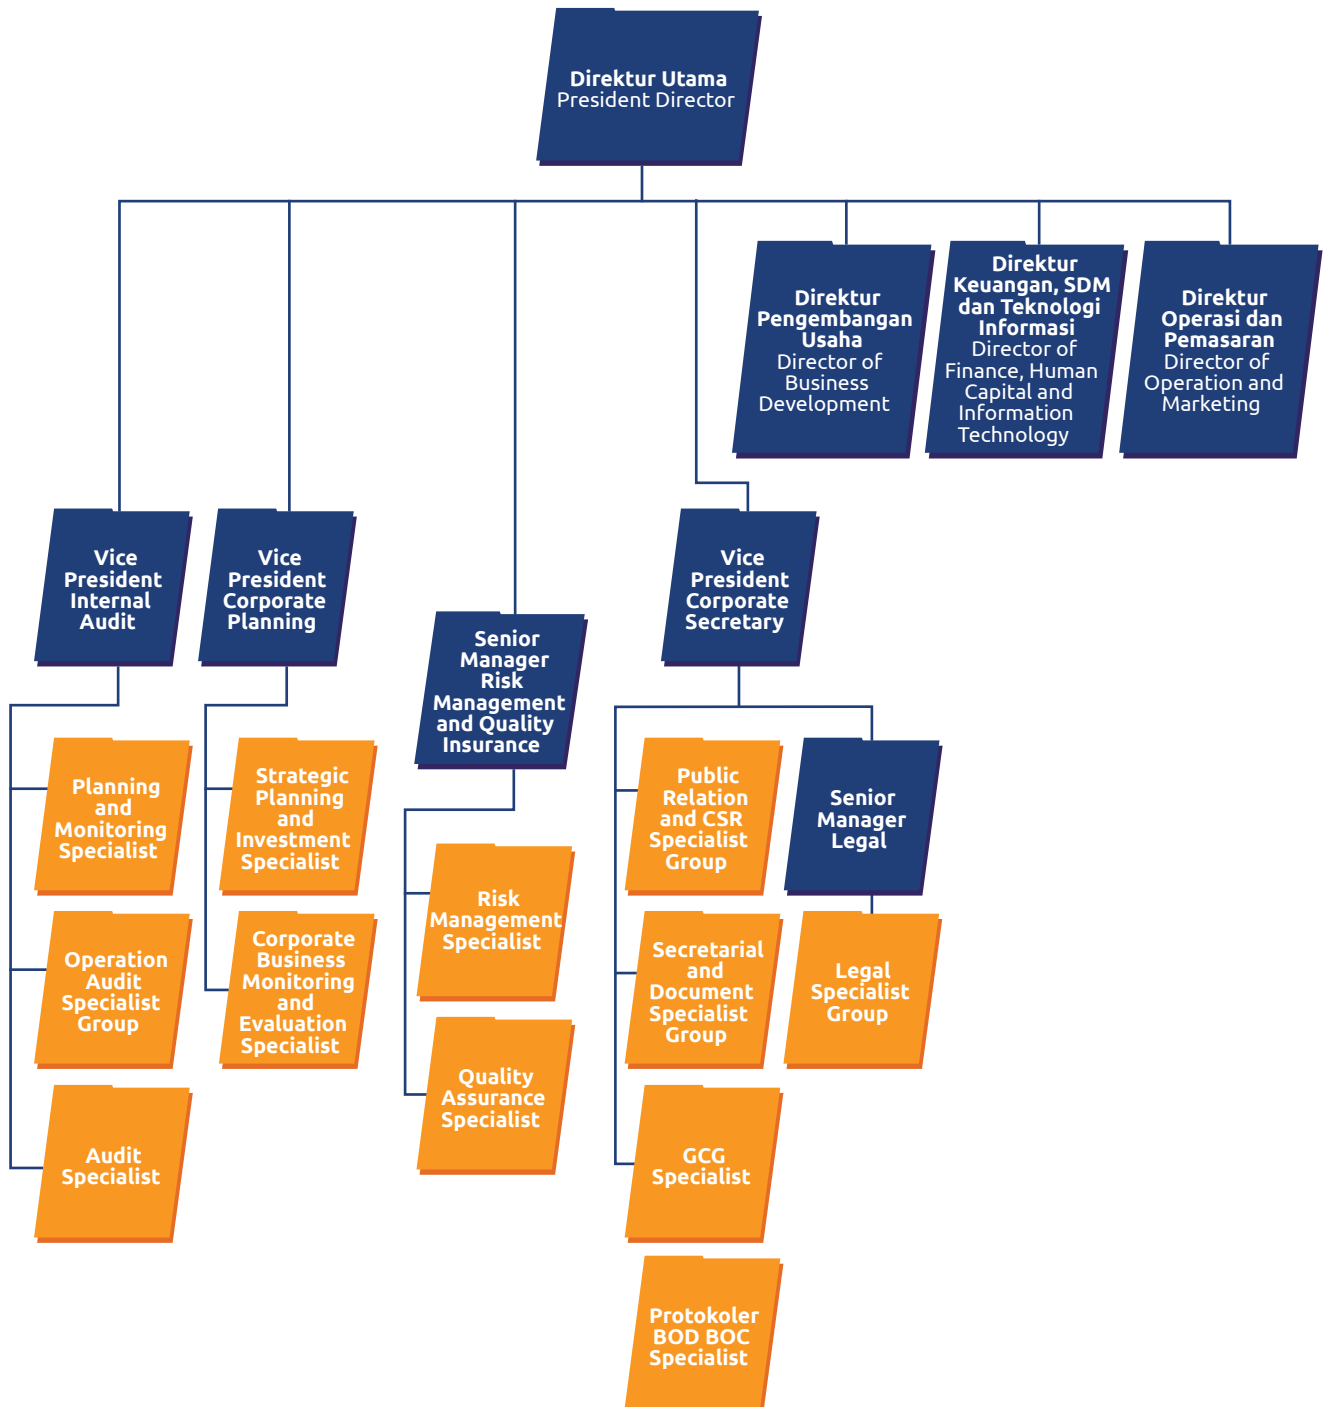 Direktur Utama
President Director
Direktur
Pengembangan
Usaha
Director of
Business
Development
Direktur
Keuangan, SDM
dan Teknologi
Informasi
Director of
Finance, Human
Capital and
Information
Technology
Direktur
Operasi dan
Pemasaran
Director of
Operation and
Marketing
Vice
President
Internal
Audit
Vice
President
Corporate
Planning
Senior
Manager
Risk
Management
and Quality
Insurance
Vice
President
Corporate
Secretary
Planning
and
Monitoring
Specialist
Operation
Audit
Specialist
Group
Audit
Specialist
Strategic
Planning
and
Investment
Specialist
Corporate
Business
Monitoring
and
Evaluation
Specialist
Risk
Management
Specialist
Quality
Assurance
Specialist
Public
Relation
and CSR
Specialist
Group
Secretarial
and
Document
Specialist
Group
GCG
Specialist
Protokoler
BOD BOC
Specialist
Senior
Manager
Legal
Legal
Specialist
Group